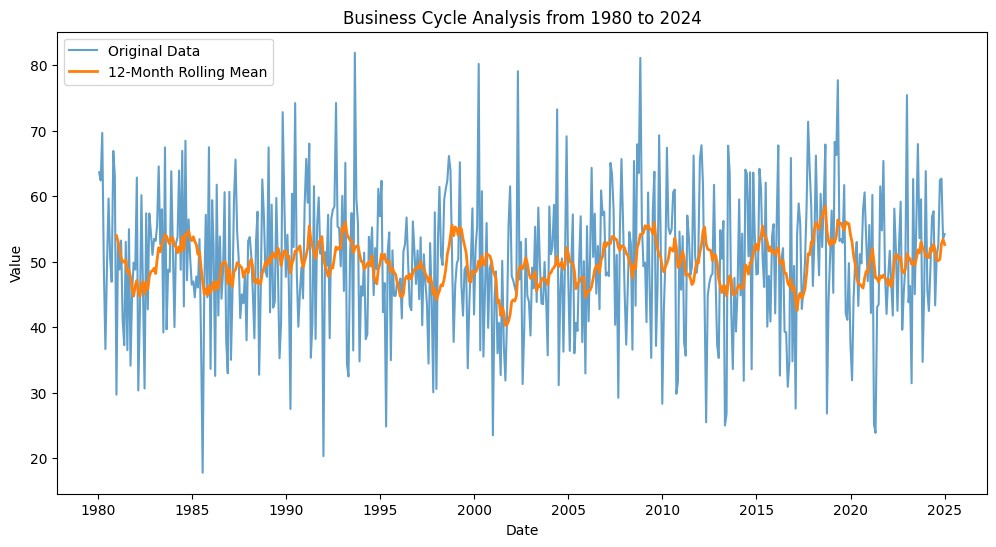 Business Cycle Analysis from 1980 to 2024
Original Data
12-Month Rolling Mean
80
70
60
50
40
30
20
Value
1980 1985 1990 1995 2000 2005 2010 2015 2020 2025
Date